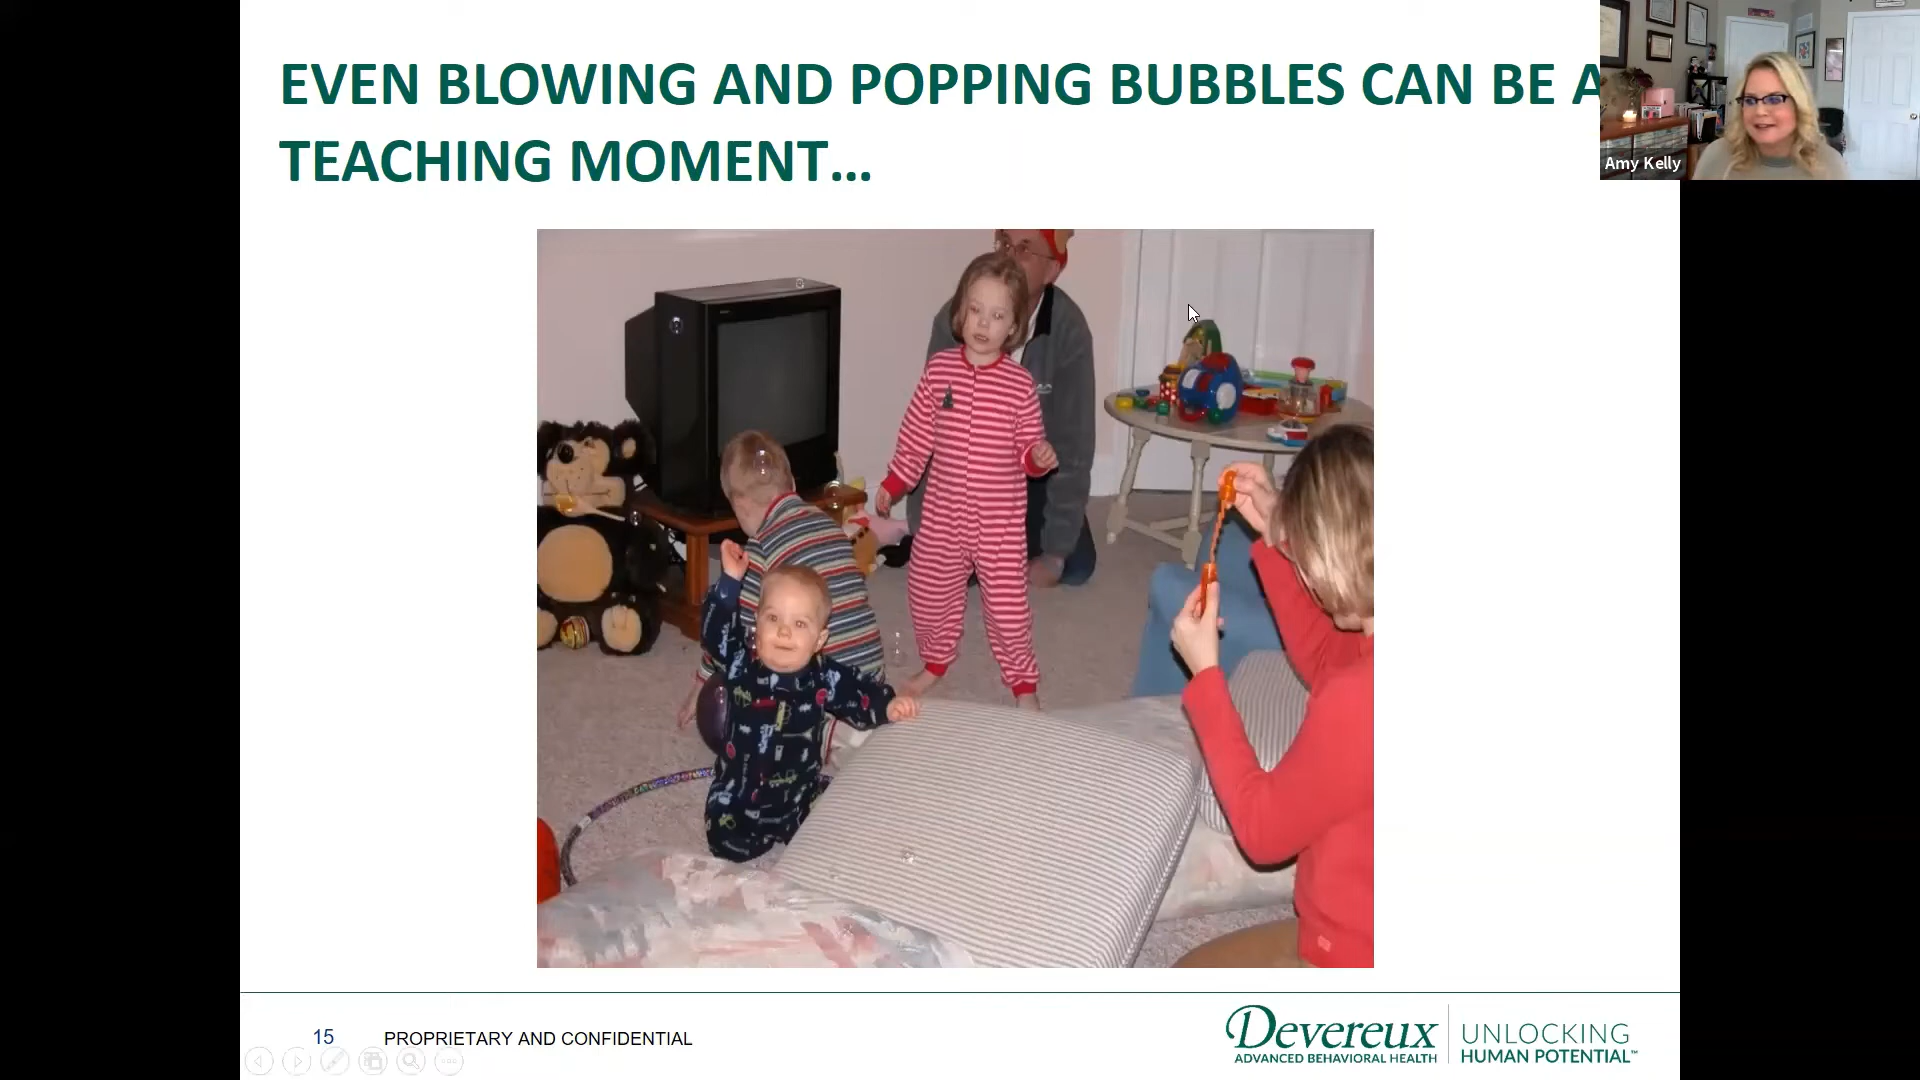 EVEN BLOWING AND POPPING BUBBLES CAN BE A
TEACHING MOMENT...
Amy Kelly
15
PROPRIETARY AND CONFIDENTIAL
Devereux
ADVANCED BEHAVIORAL HEALTH
UNLOCKING
HUMAN POTENTIAL™